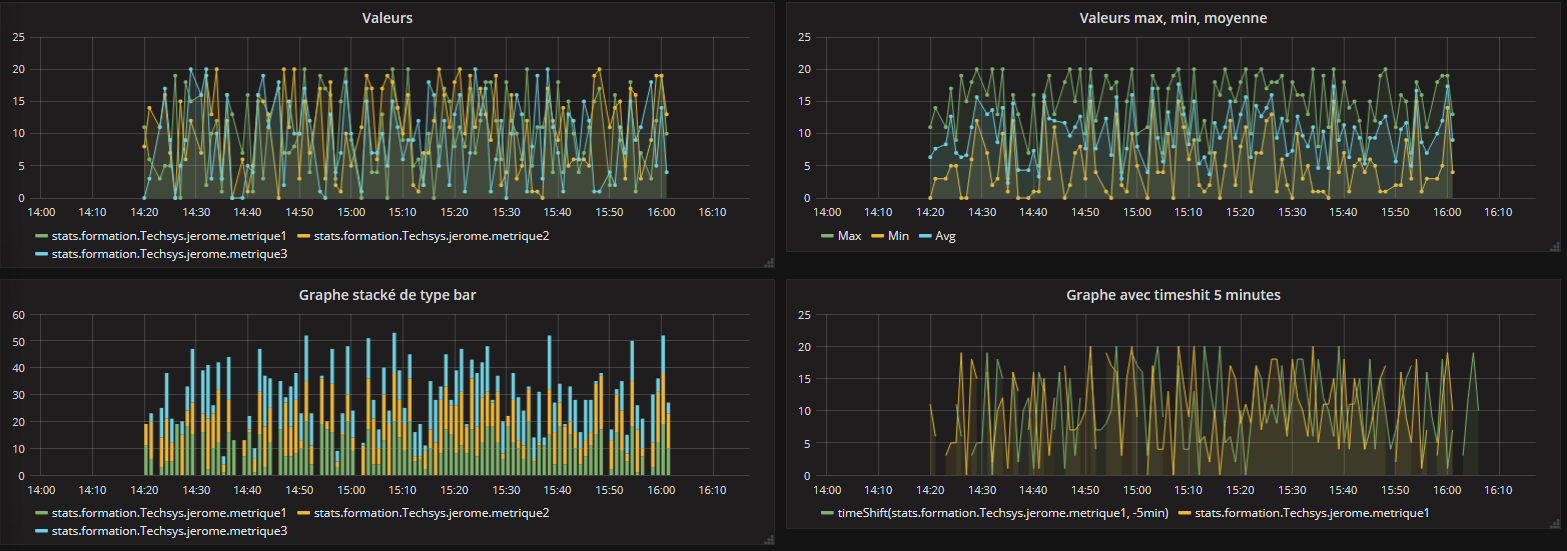 Valeurs
25
20
15
10
5
0
14:00 14:10 14:20 14:30 14:40 14:50 15:00 15:10 15:20 15:30 15:40 15:50 16:00 16:10
stats.formation.Techsys.jerome.metrique1 stats.formation.Techsys.jerome.metrique2
stats.formation.Techsys.jerome.metrique3
Valeurs max, min, moyenne
25
20
15
10
5
0
14:00 14:10 14:20 14:30 14:40 14:50 15:00 15:10 15:20 15:30 15:40 15:50 16:00 16:10
Max Min Avg
Graphe stacké de type bar
60
50
40
30
20
10
0
14:00 14:10 14:20 14:30 14:40 14:50 15:00 15:10 15:20 15:30 15:40 15:50 16:00 16:10
stats.formation.Techsys.jerome.metrique1 stats.formation.Techsys.jerome.metrique2
stats.formation.Techsys.jerome.metrique3
Graphe avec timeshit 5 minutes
25
20
15
10
5
0
14:00 14:10 14:20 14:30 14:40 14:50 15:00 15:10 15:20 15:30 15:40 15:50 16:00 16:10
timeShift(stats.formation.Techsys.jerome.metrique1, -5min) stats.formation.Techsys.jerome.metrique1